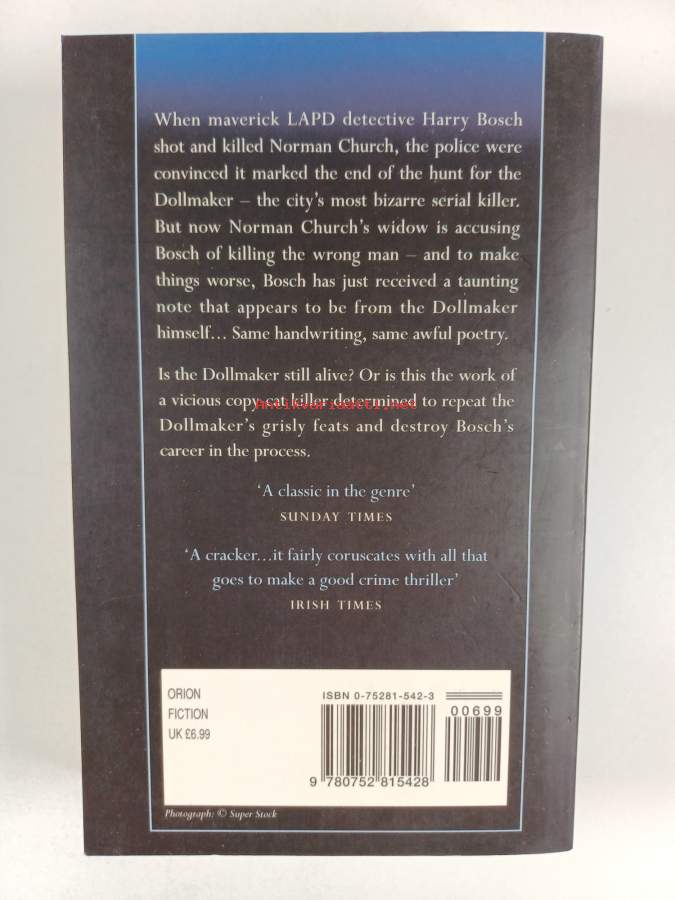 When maverick LAPD detective Harry Bosch
shot and killed Norman Church, the police were
convinced it marked the end of the hunt for the
Dollmaker – the city's most bizarre serial killer.
But now Norman Church's widow is accusing
Bosch of killing the wrong man – and to make
things worse, Bosch has just received a taunting
note that appears to be from the Dollmaker
himself… Same handwriting, same awful poetry.
Is the Dollmaker still alive? Or is this the work of
a vicious copy-cat killer determined to repeat the
Antikvariaatti.net
Dollmaker's grisly feats and destroy Bosch's
career in the process.
'A classic in the genre'
SUNDAY TIMES
'A cracker…it fairly coruscates with all that
goes to make a good crime thriller'
IRISH TIMES
ORION
FICTION
UK £6.99
ISBN 0-75281-542-3
00699
9 780752 815428
Photograph: © Super Stock